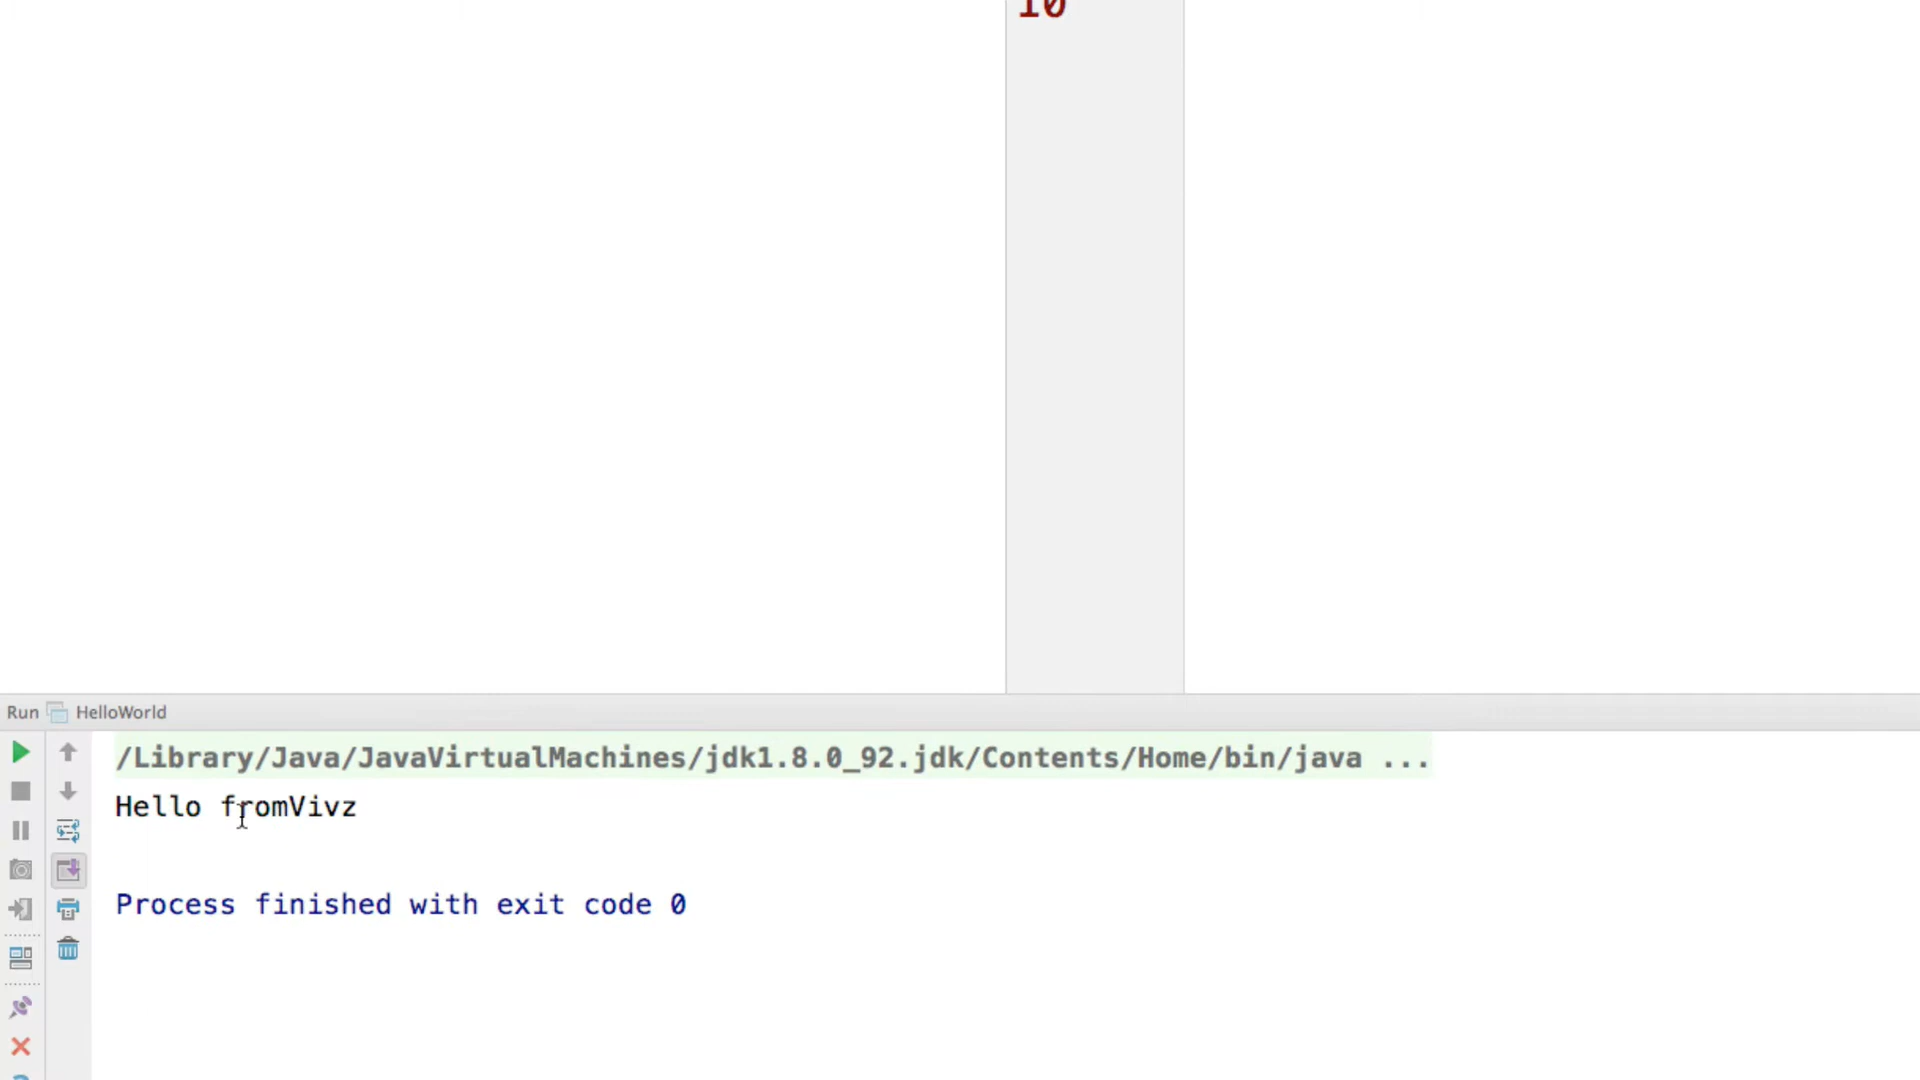 10
Run HelloWorld
/Library/Java/JavaVirtualMachines/jdk1.8.0_92.jdk/Contents/Home/bin/java ...
Hello fromVivz
Process finished with exit code 0